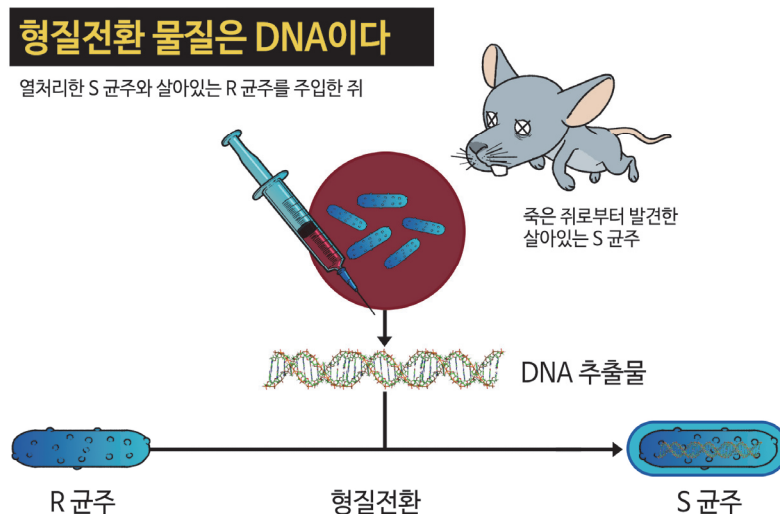 형질전환 물질은 DNA이다
열처리한 S 균주와 살아있는 R 균주를 주입한 쥐
죽은 쥐로부터 발견한
살아있는 S 균주
DNA 추출물
R 균주
형질전환
S 균주